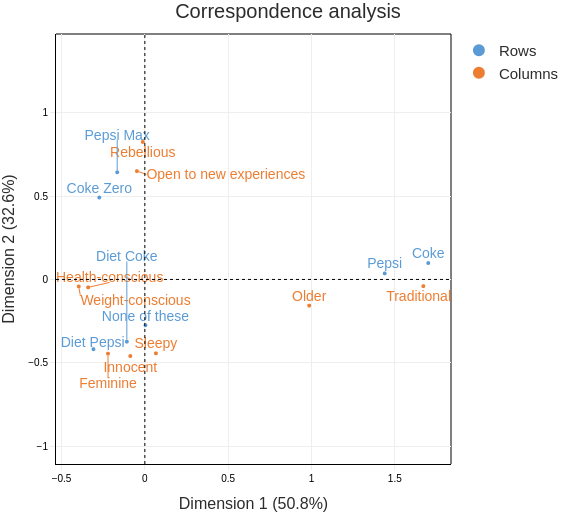 Correspondence analysis
Rows
Columns
1
Pepsi Max
Rebellious
Open to new experiences
Coke Zero
0.5
Diet Coke
Coke
Pepsi
Health-conscious
0
Weight-conscious
Older
Traditional
None of these
Diet Pepsi
Sleepy
−0.5
Innocent
Feminine
−1
−0.5
0
0.5
1
1.5
Dimension 1 (50.8%)
Dimension 2 (32.6%)